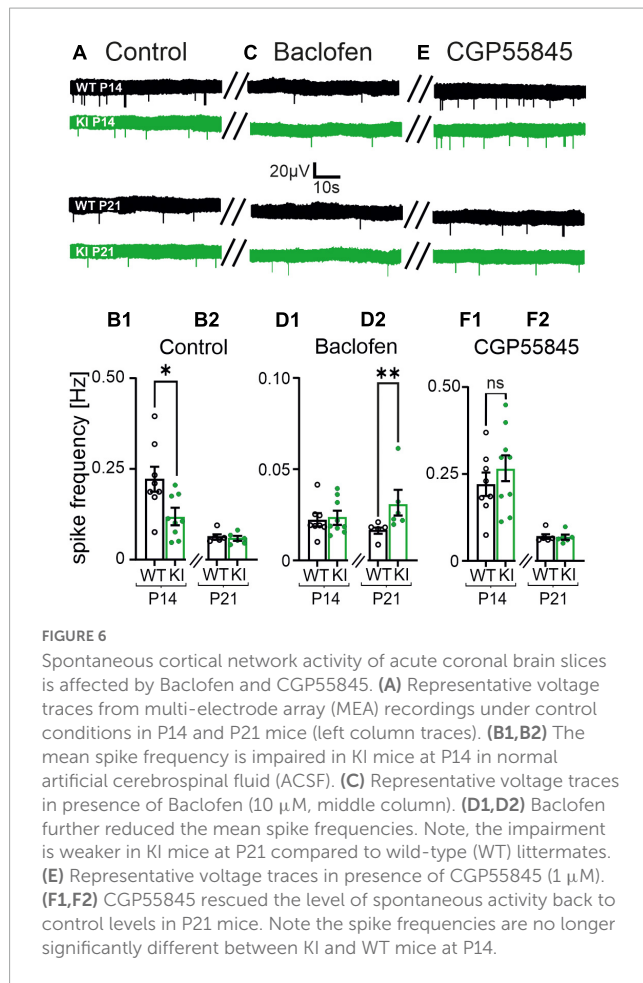 A Control C Baclofen E CGP55845
WT P14
KI P14
20µV
10s
WT P21
KI P21
B1 B2 D1 D2 F1 F2
Control Baclofen CGP55845
spike frequency [Hz]
0.50
0.25
0
*
WT KI WT KI
P14 P21
0.10
0.05
0
**
WT KI WT KI
P14 P21
0.50
0.25
0
ns
WT KI WT KI
P14 P21
FIGURE 6
Spontaneous cortical network activity of acute coronal brain slices
is affected by Baclofen and CGP55845. (A) Representative voltage
traces from multi-electrode array (MEA) recordings under control
conditions in P14 and P21 mice (left column traces). (B1,B2) The
mean spike frequency is impaired in KI mice at P14 in normal
artificial cerebrospinal fluid (ACSF). (C) Representative voltage traces
in presence of Baclofen (10 µM, middle column). (D1,D2) Baclofen
further reduced the mean spike frequencies. Note, the impairment
is weaker in KI mice at P21 compared to wild-type (WT) littermates.
(E) Representative voltage traces in presence of CGP55845 (1 µM).
(F1,F2) CGP55845 rescued the level of spontaneous activity back to
control levels in P21 mice. Note the spike frequencies are no longer
significantly different between KI and WT mice at P14.